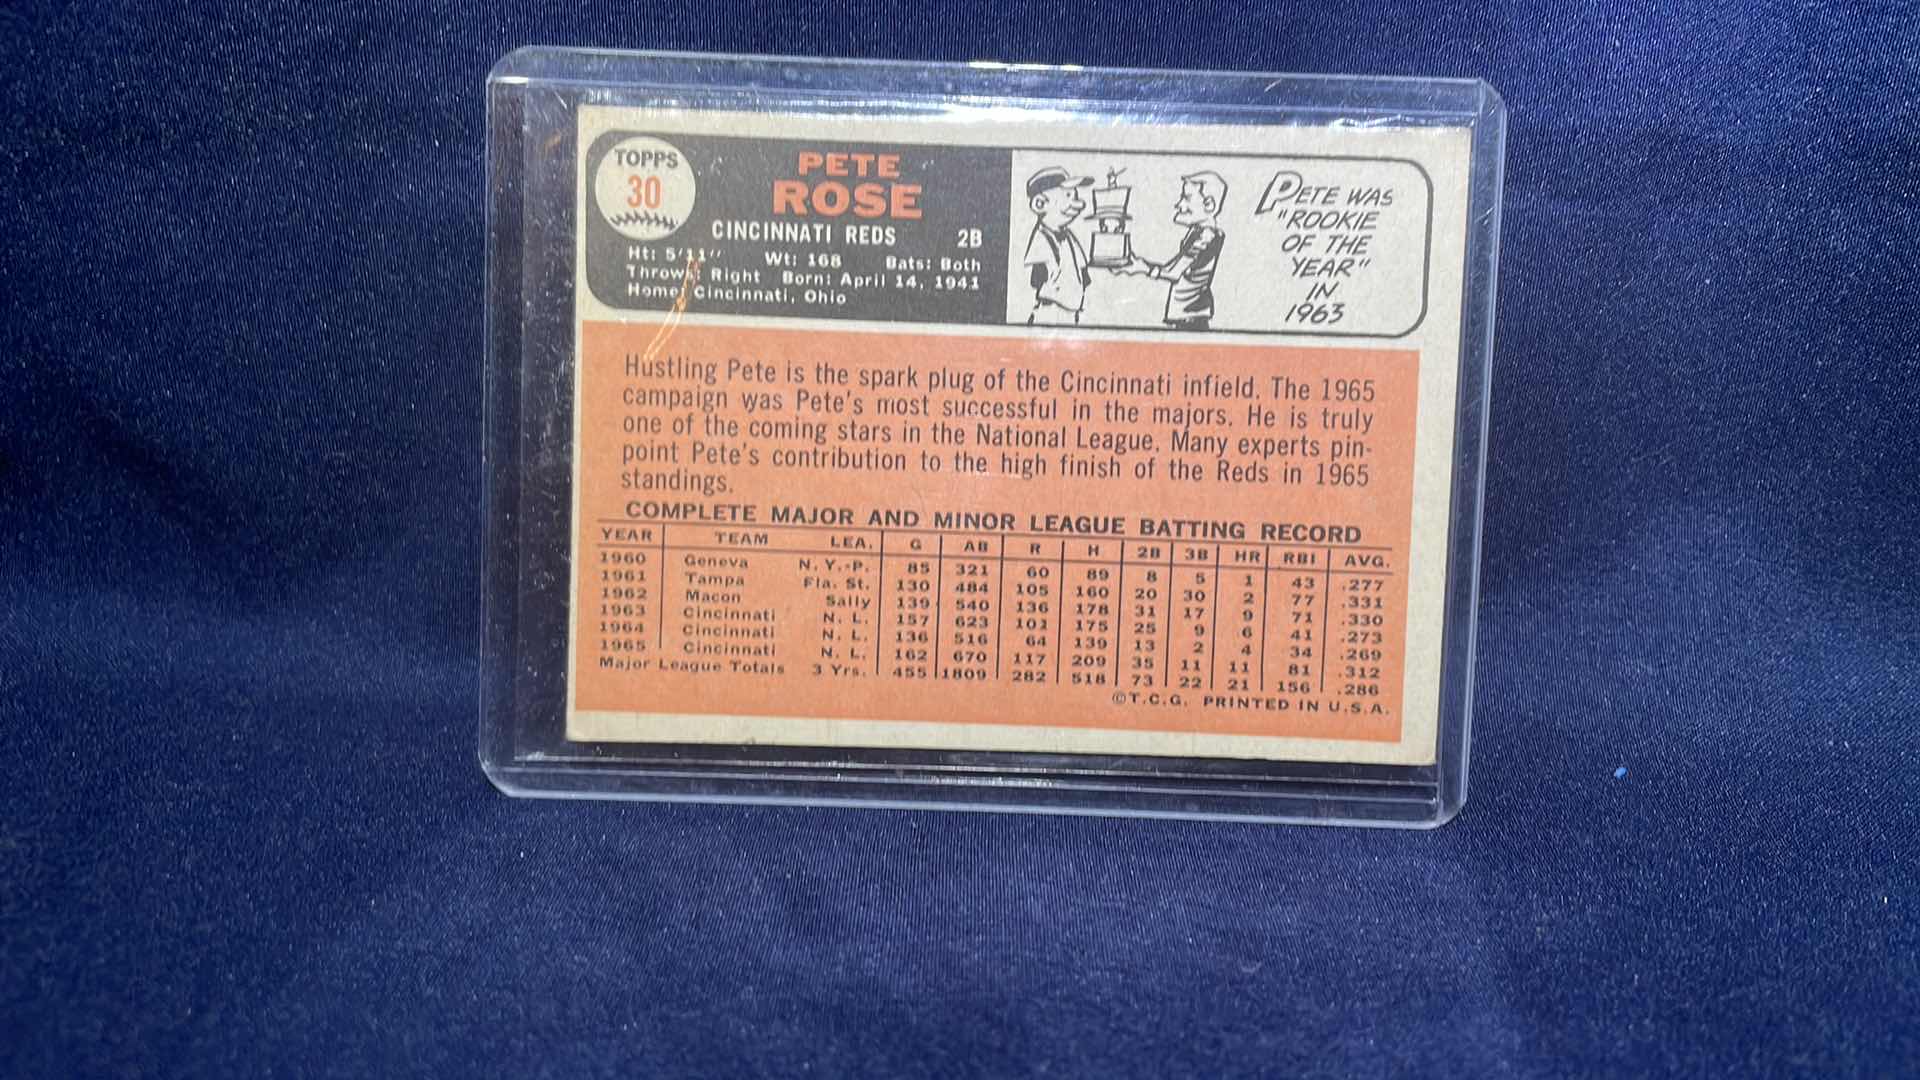 TOPPS
30
PETE
ROSE
CINCINNATI REDS 2B
Ht: 5'11" Wt: 168 Bats: Both
Throws: Right Born: April 14, 1941
Home: Cincinnati, Ohio
PETE WAS
"ROOKIE
OF THE
YEAR"
IN
1963
Hustling Pete is the spark plug of the Cincinnati infield. The 1965
campaign was Pete's most successful in the majors. He is truly
one of the coming stars in the National League. Many experts pin-
point Pete's contribution to the high finish of the Reds in 1965
standings.
COMPLETE MAJOR AND MINOR LEAGUE BATTING RECORD
YEAR TEAM LEA. G AB R H 2B 3B HR RBI AVG.
1960 Geneva N.Y.-P. 85 321 60 89 8 5 1 43 .277
1961 Tampa Fla. St. 130 484 105 160 20 30 2 77 .331
1962 Macon Sally 139 540 136 178 31 17 9 71 .330
1963 Cincinnati N. L. 157 623 101 175 25 9 6 41 .273
1964 Cincinnati N. L. 136 516 64 139 13 2 4 34 .269
1965 Cincinnati N. L. 162 670 117 209 35 11 11 81 .312
Major League Totals 3 Yrs. 455 1809 282 518 73 22 21 156 .286
©T.C.G. PRINTED IN U.S.A.